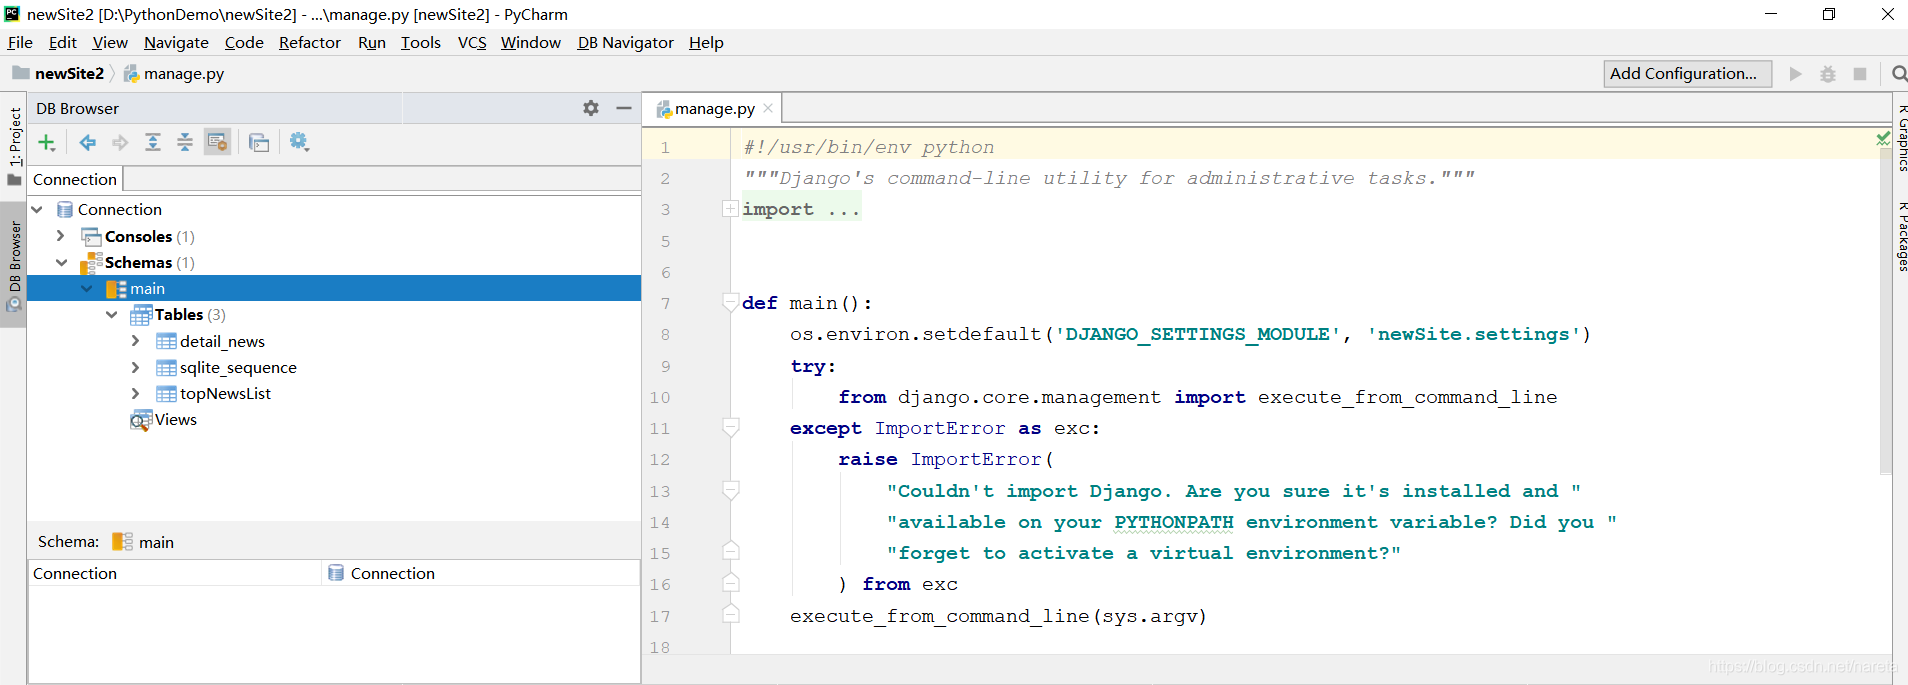 newSite2 [D:\PythonDemo\newSite2] - ...\manage.py [newSite2] - PyCharm
File Edit View Navigate Code Refactor Run Tools VCS Window DB Navigator Help
newSite2 manage.py Add Configuration...
1: Project
DB Browser
DB Browser
Connection
Connection
Consoles (1)
Schemas (1)
main
Tables (3)
detail_news
sqlite_sequence
topNewsList
Views
Schema: main
Connection Connection
manage.py
1 #!/usr/bin/env python
2 """Django's command-line utility for administrative tasks."""
3 import ...
5
6
7 def main():
8 os.environ.setdefault('DJANGO_SETTINGS_MODULE', 'newSite.settings')
9 try:
10 from django.core.management import execute_from_command_line
11 except ImportError as exc:
12 raise ImportError(
13 "Couldn't import Django. Are you sure it's installed and "
14 "available on your PYTHONPATH environment variable? Did you "
15 "forget to activate a virtual environment?"
16 ) from exc
17 execute_from_command_line(sys.argv)
18
R Graphics
R Packages
https://blog.csdn.net/nareta